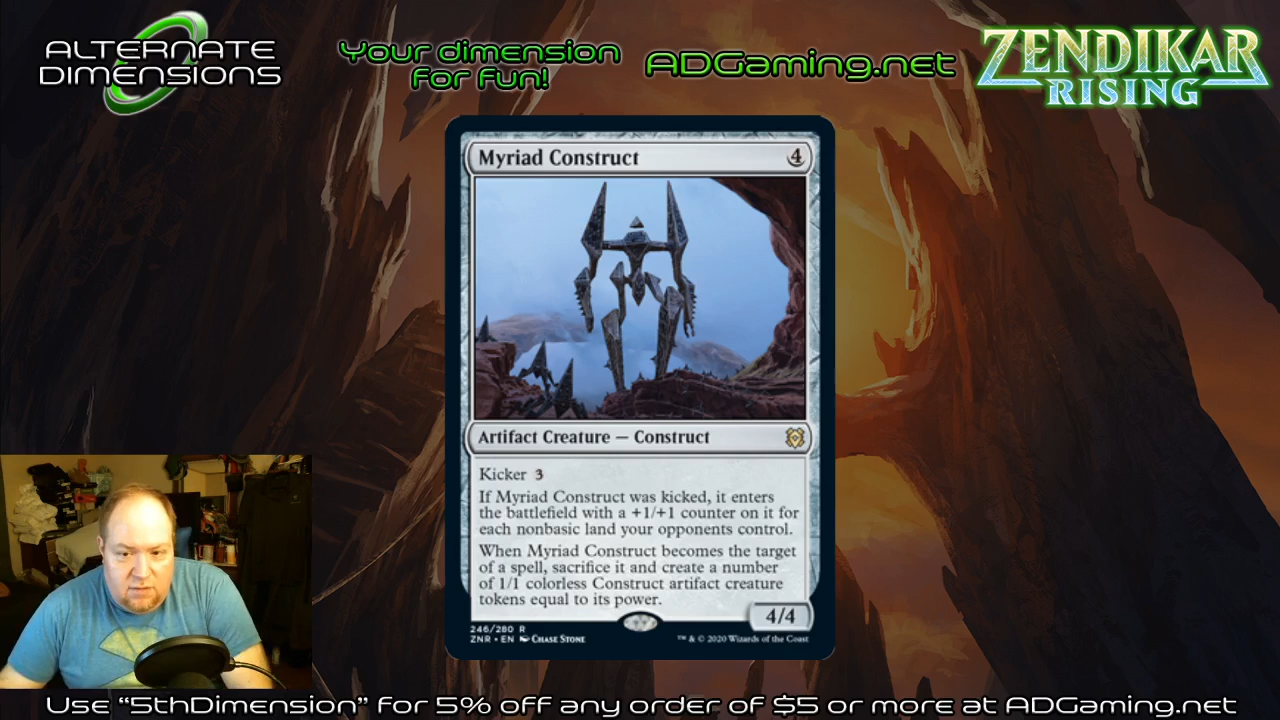 ALTERNATE
DIMENSIONS
Your dimension
for fun!
ADGaming.net
ZENDIKAR
RISING
Myriad Construct 4
Artifact Creature — Construct
Kicker 3
If Myriad Construct was kicked, it enters
the battlefield with a +1/+1 counter on it for
each nonbasic land your opponents control.
When Myriad Construct becomes the target
of a spell, sacrifice it and create a number
of 1/1 colorless Construct artifact creature
tokens equal to its power.
4/4
246/280 R
ZNR • EN Chase Stone
™ & © 2020 Wizards of the Coast
Use “5thDimension” for 5% off any order of $5 or more at ADGaming.net